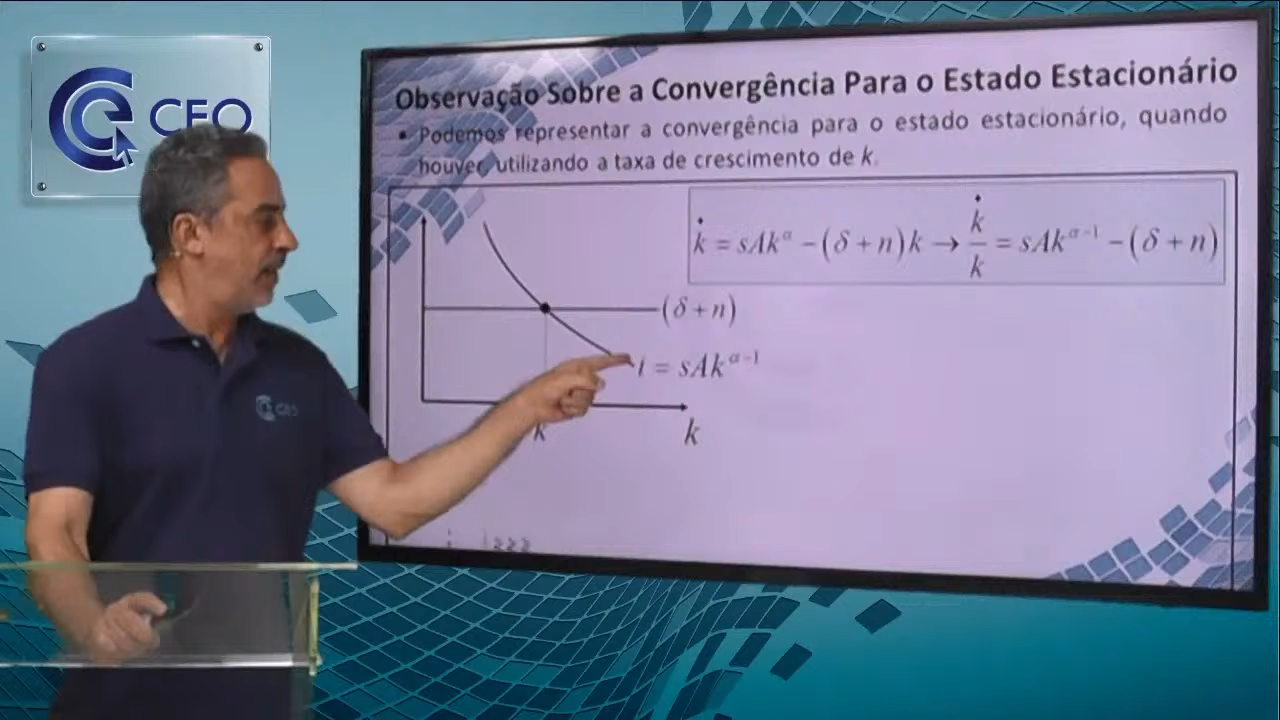 CEO
Observação Sobre a Convergência Para o Estado Estacionário
• Podemos representar a convergência para o estado estacionário, quando
houver, utilizando a taxa de crescimento de k.
k̇ = sAk^α − (δ + n)k → k̇/k = sAk^(α−1) − (δ + n)
(δ + n)
i = sAk^(α−1)
k
k
CEO